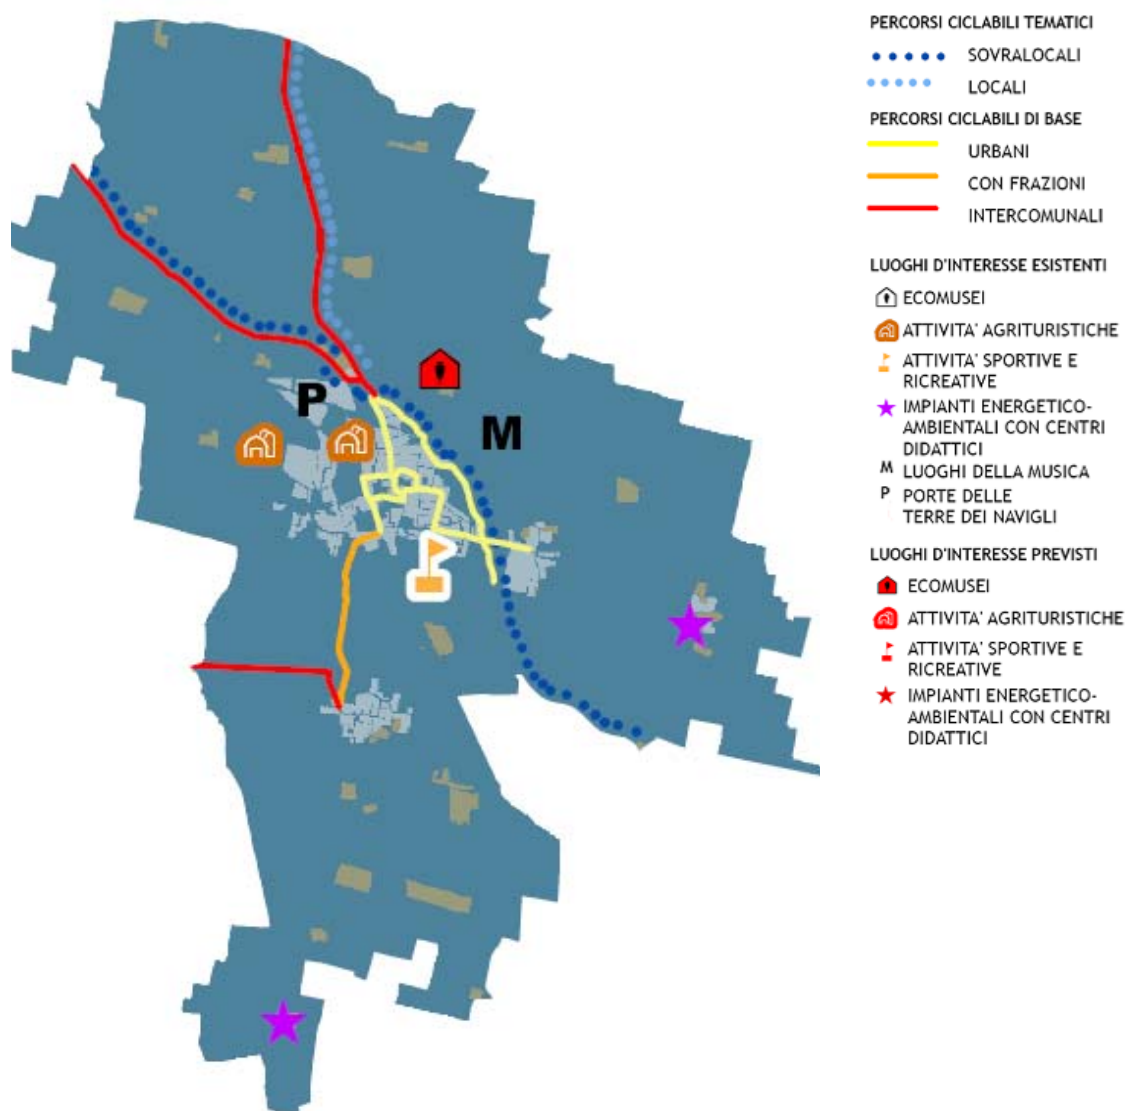 PERCORSI CICLABILI TEMATICI
SOVRALOCALI
LOCALI
PERCORSI CICLABILI DI BASE
URBANI
CON FRAZIONI
INTERCOMUNALI
LUOGHI D'INTERESSE ESISTENTI
ECOMUSEI
ATTIVITA' AGRITURISTICHE
ATTIVITA' SPORTIVE E
RICREATIVE
IMPIANTI ENERGETICO-
AMBIENTALI CON CENTRI
DIDATTICI
M LUOGHI DELLA MUSICA
P PORTE DELLE
TERRE DEI NAVIGLI
LUOGHI D'INTERESSE PREVISTI
ECOMUSEI
ATTIVITA' AGRITURISTICHE
ATTIVITA' SPORTIVE E
RICREATIVE
IMPIANTI ENERGETICO-
AMBIENTALI CON CENTRI
DIDATTICI
P
M